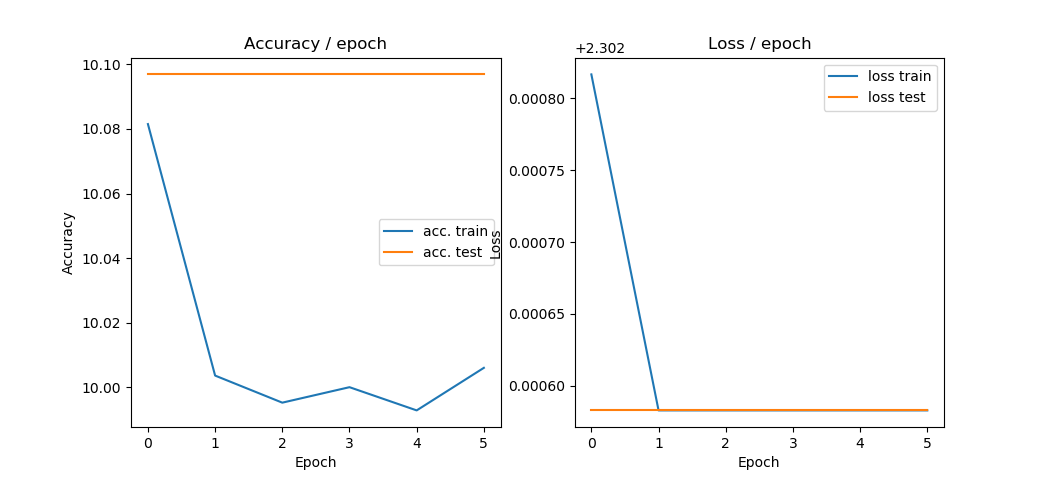 Accuracy / epoch
10.10
10.08
10.06
10.04
10.02
10.00
Accuracy
acc. train
acc. test
0 1 2 3 4 5
Epoch
Loss / epoch
+2.302
0.00080
0.00075
0.00070
0.00065
0.00060
Loss
loss train
loss test
0 1 2 3 4 5
Epoch